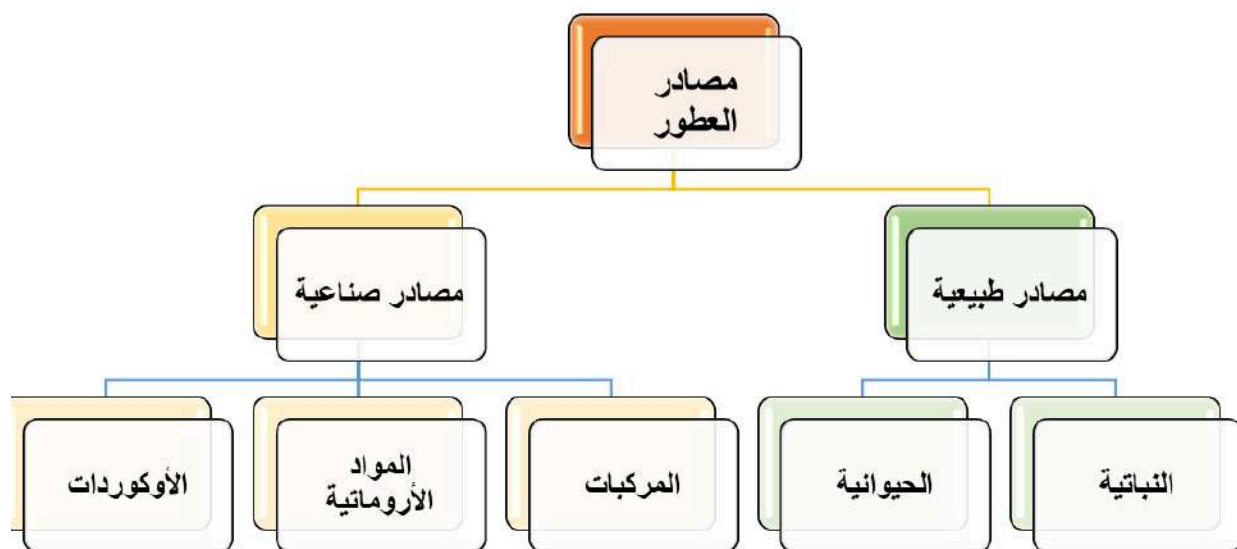 مصادر
العطور
مصادر طبيعية
مصادر صناعية
النباتية
الحيوانية
المركبات
المواد
الأروماتية
الأوكوردات